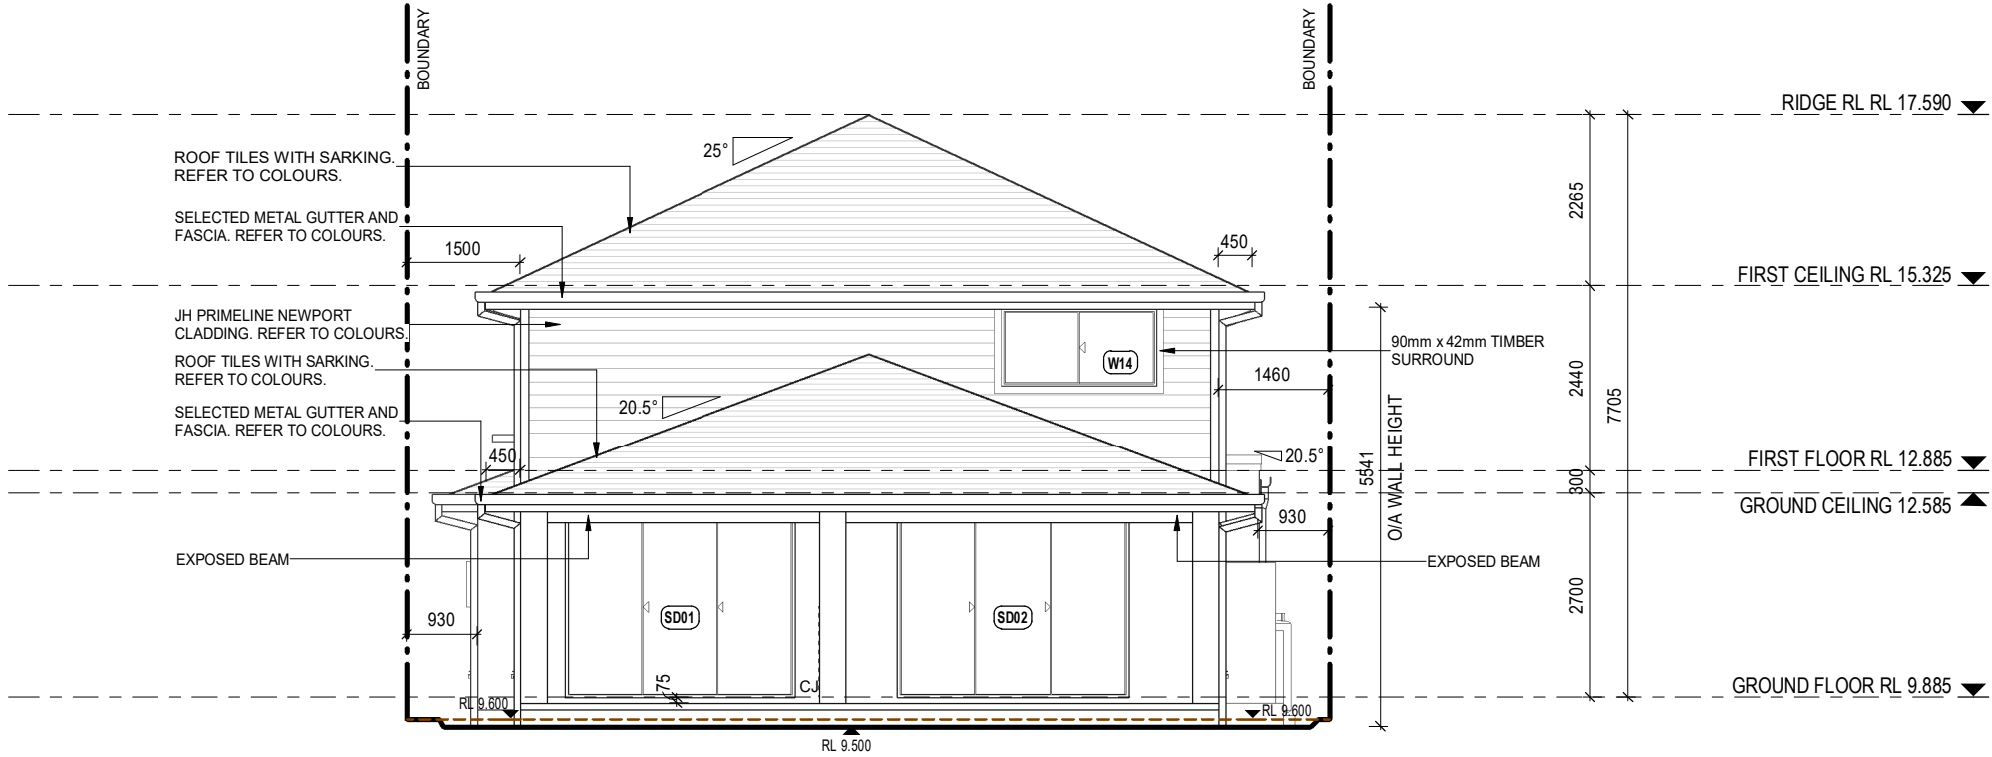 BOUNDARY
BOUNDARY
RIDGE RL RL 17.590
25°
ROOF TILES WITH SARKING.
REFER TO COLOURS.
SELECTED METAL GUTTER AND
FASCIA. REFER TO COLOURS.
1500
450
2265
FIRST CEILING RL 15.325
JH PRIMELINE NEWPORT
CLADDING. REFER TO COLOURS.
90mm x 42mm TIMBER
SURROUND
W14
ROOF TILES WITH SARKING.
REFER TO COLOURS.
1460
2440
7705
20.5°
SELECTED METAL GUTTER AND
FASCIA. REFER TO COLOURS.
O/A WALL HEIGHT
5541
450
20.5°
FIRST FLOOR RL 12.885
300
GROUND CEILING 12.585
930
EXPOSED BEAM
EXPOSED BEAM
2700
930
SD01
SD02
75
CJ
GROUND FLOOR RL 9.885
RL 9.600
RL 9.600
RL 9.500